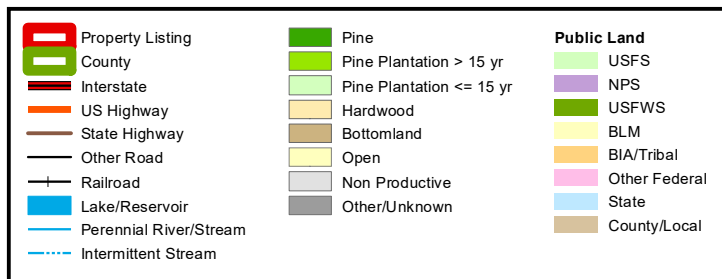 Property Listing
County
Interstate
US Highway
State Highway
Other Road
Railroad
Lake/Reservoir
Perennial River/Stream
Intermittent Stream
Pine
Pine Plantation > 15 yr
Pine Plantation <= 15 yr
Hardwood
Bottomland
Open
Non Productive
Other/Unknown
Public Land
USFS
NPS
USFWS
BLM
BIA/Tribal
Other Federal
State
County/Local